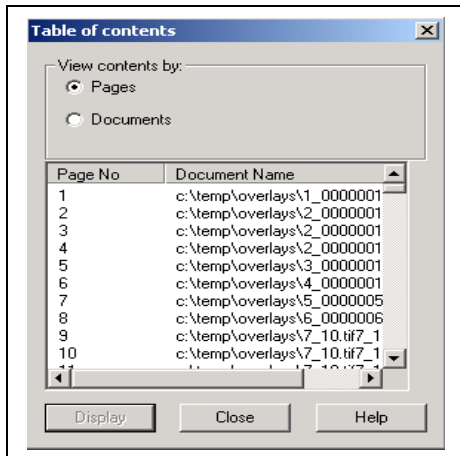 Table of contents
View contents by:
Pages
Documents
Page No Document Name
1 c:\temp\overlays\1_0000001
2 c:\temp\overlays\2_0000001
3 c:\temp\overlays\2_0000001
4 c:\temp\overlays\2_0000001
5 c:\temp\overlays\3_0000001
6 c:\temp\overlays\4_0000001
7 c:\temp\overlays\5_0000005
8 c:\temp\overlays\6_0000006
9 c:\temp\overlays\7_10.tif7_1
10 c:\temp\overlays\7_10.tif7_1
Display Close Help